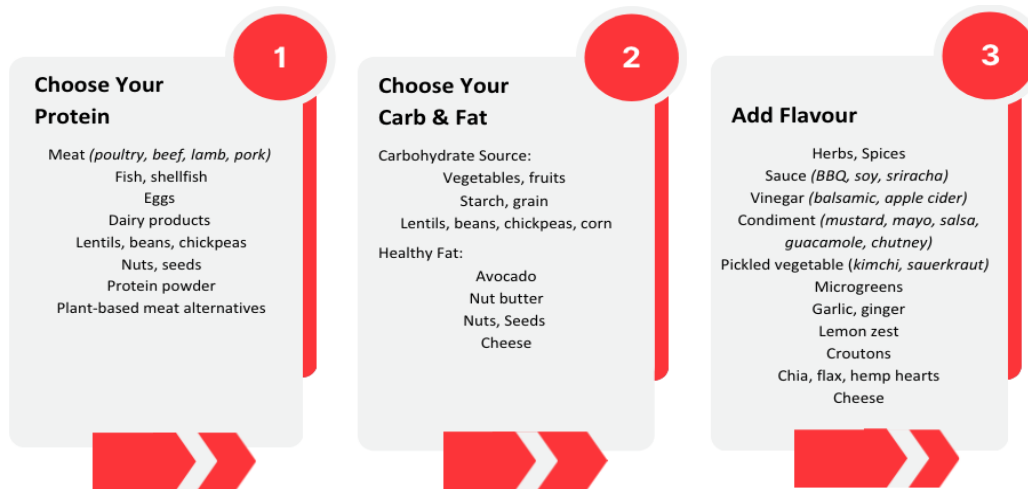 1
Choose Your
Protein
Meat (poultry, beef, lamb, pork)
Fish, shellfish
Eggs
Dairy products
Lentils, beans, chickpeas
Nuts, seeds
Protein powder
Plant-based meat alternatives
2
Choose Your
Carb & Fat
Carbohydrate Source:
Vegetables, fruits
Starch, grain
Lentils, beans, chickpeas, corn
Healthy Fat:
Avocado
Nut butter
Nuts, Seeds
Cheese
3
Add Flavour
Herbs, Spices
Sauce (BBQ, soy, sriracha)
Vinegar (balsamic, apple cider)
Condiment (mustard, mayo, salsa,
guacamole, chutney)
Pickled vegetable (kimchi, sauerkraut)
Microgreens
Garlic, ginger
Lemon zest
Croutons
Chia, flax, hemp hearts
Cheese